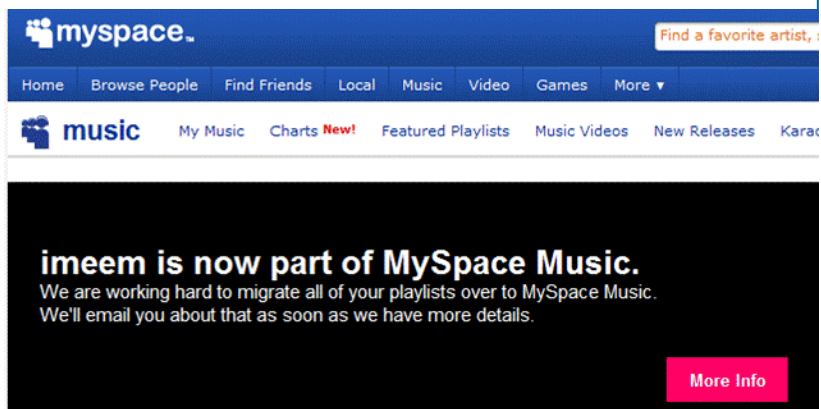 myspace.
Find a favorite artist,
Home Browse People Find Friends Local Music Video Games More ▾
music My Music Charts New! Featured Playlists Music Videos New Releases Karao
imeem is now part of MySpace Music.
We are working hard to migrate all of your playlists over to MySpace Music.
We'll email you about that as soon as we have more details.
More Info